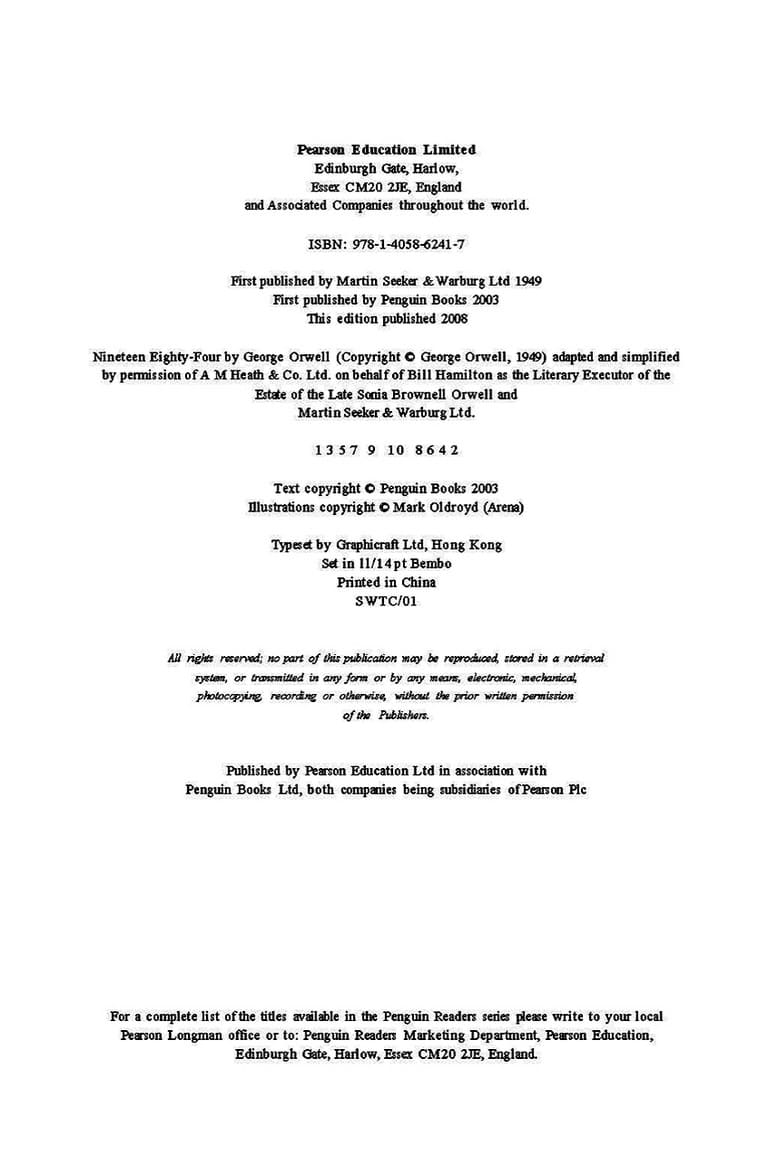 Pearson Education Limited
Edinburgh Gate, Harlow,
Essex CM20 2JE, England
and Associated Companies throughout the world.
ISBN: 978-1-4058-6241-7
First published by Martin Seeker & Warburg Ltd 1949
First published by Penguin Books 2003
This edition published 2008
Nineteen Eighty-Four by George Orwell (Copyright © George Orwell, 1949) adapted and simplified
by permission of A M Heath & Co. Ltd. on behalf of Bill Hamilton as the Literary Executor of the
Estate of the Late Sonia Brownell Orwell and
Martin Seeker & Warburg Ltd.
1 3 5 7 9 10 8 6 4 2
Text copyright © Penguin Books 2003
Illustrations copyright © Mark Oldroyd (Arena)
Typeset by Graphicraft Ltd, Hong Kong
Set in 11/14pt Bembo
Printed in China
SWTC/01
All rights reserved; no part of this publication may be reproduced, stored in a retrieval
system, or transmitted in any form or by any means, electronic, mechanical,
photocopying, recording or otherwise, without the prior written permission
of the Publishers.
Published by Pearson Education Ltd in association with
Penguin Books Ltd, both companies being subsidiaries of Pearson Plc
For a complete list of the titles available in the Penguin Readers series please write to your local
Pearson Longman office or to: Penguin Readers Marketing Department, Pearson Education,
Edinburgh Gate, Harlow, Essex CM20 2JE, England.